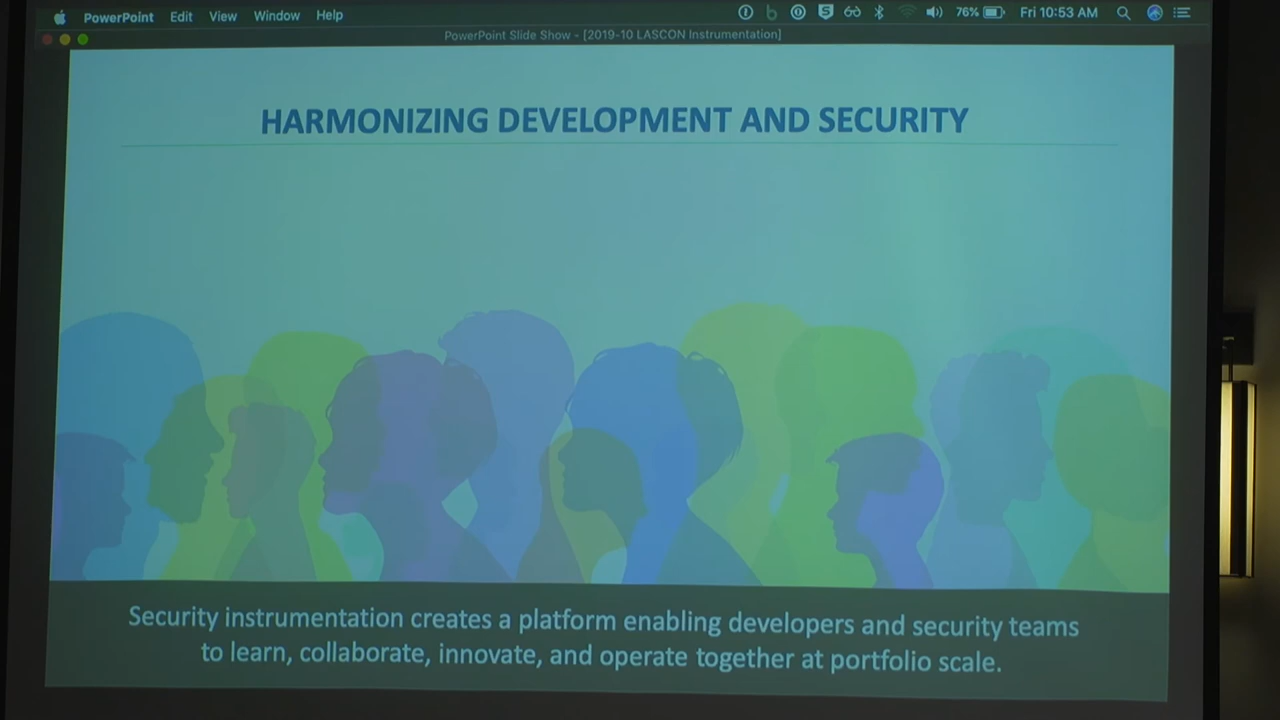 PowerPoint Edit View Window Help 76% Fri 10:53 AM
PowerPoint Slide Show - [2019-10 LASCON Instrumentation]
HARMONIZING DEVELOPMENT AND SECURITY
Security instrumentation creates a platform enabling developers and security teams
to learn, collaborate, innovate, and operate together at portfolio scale.